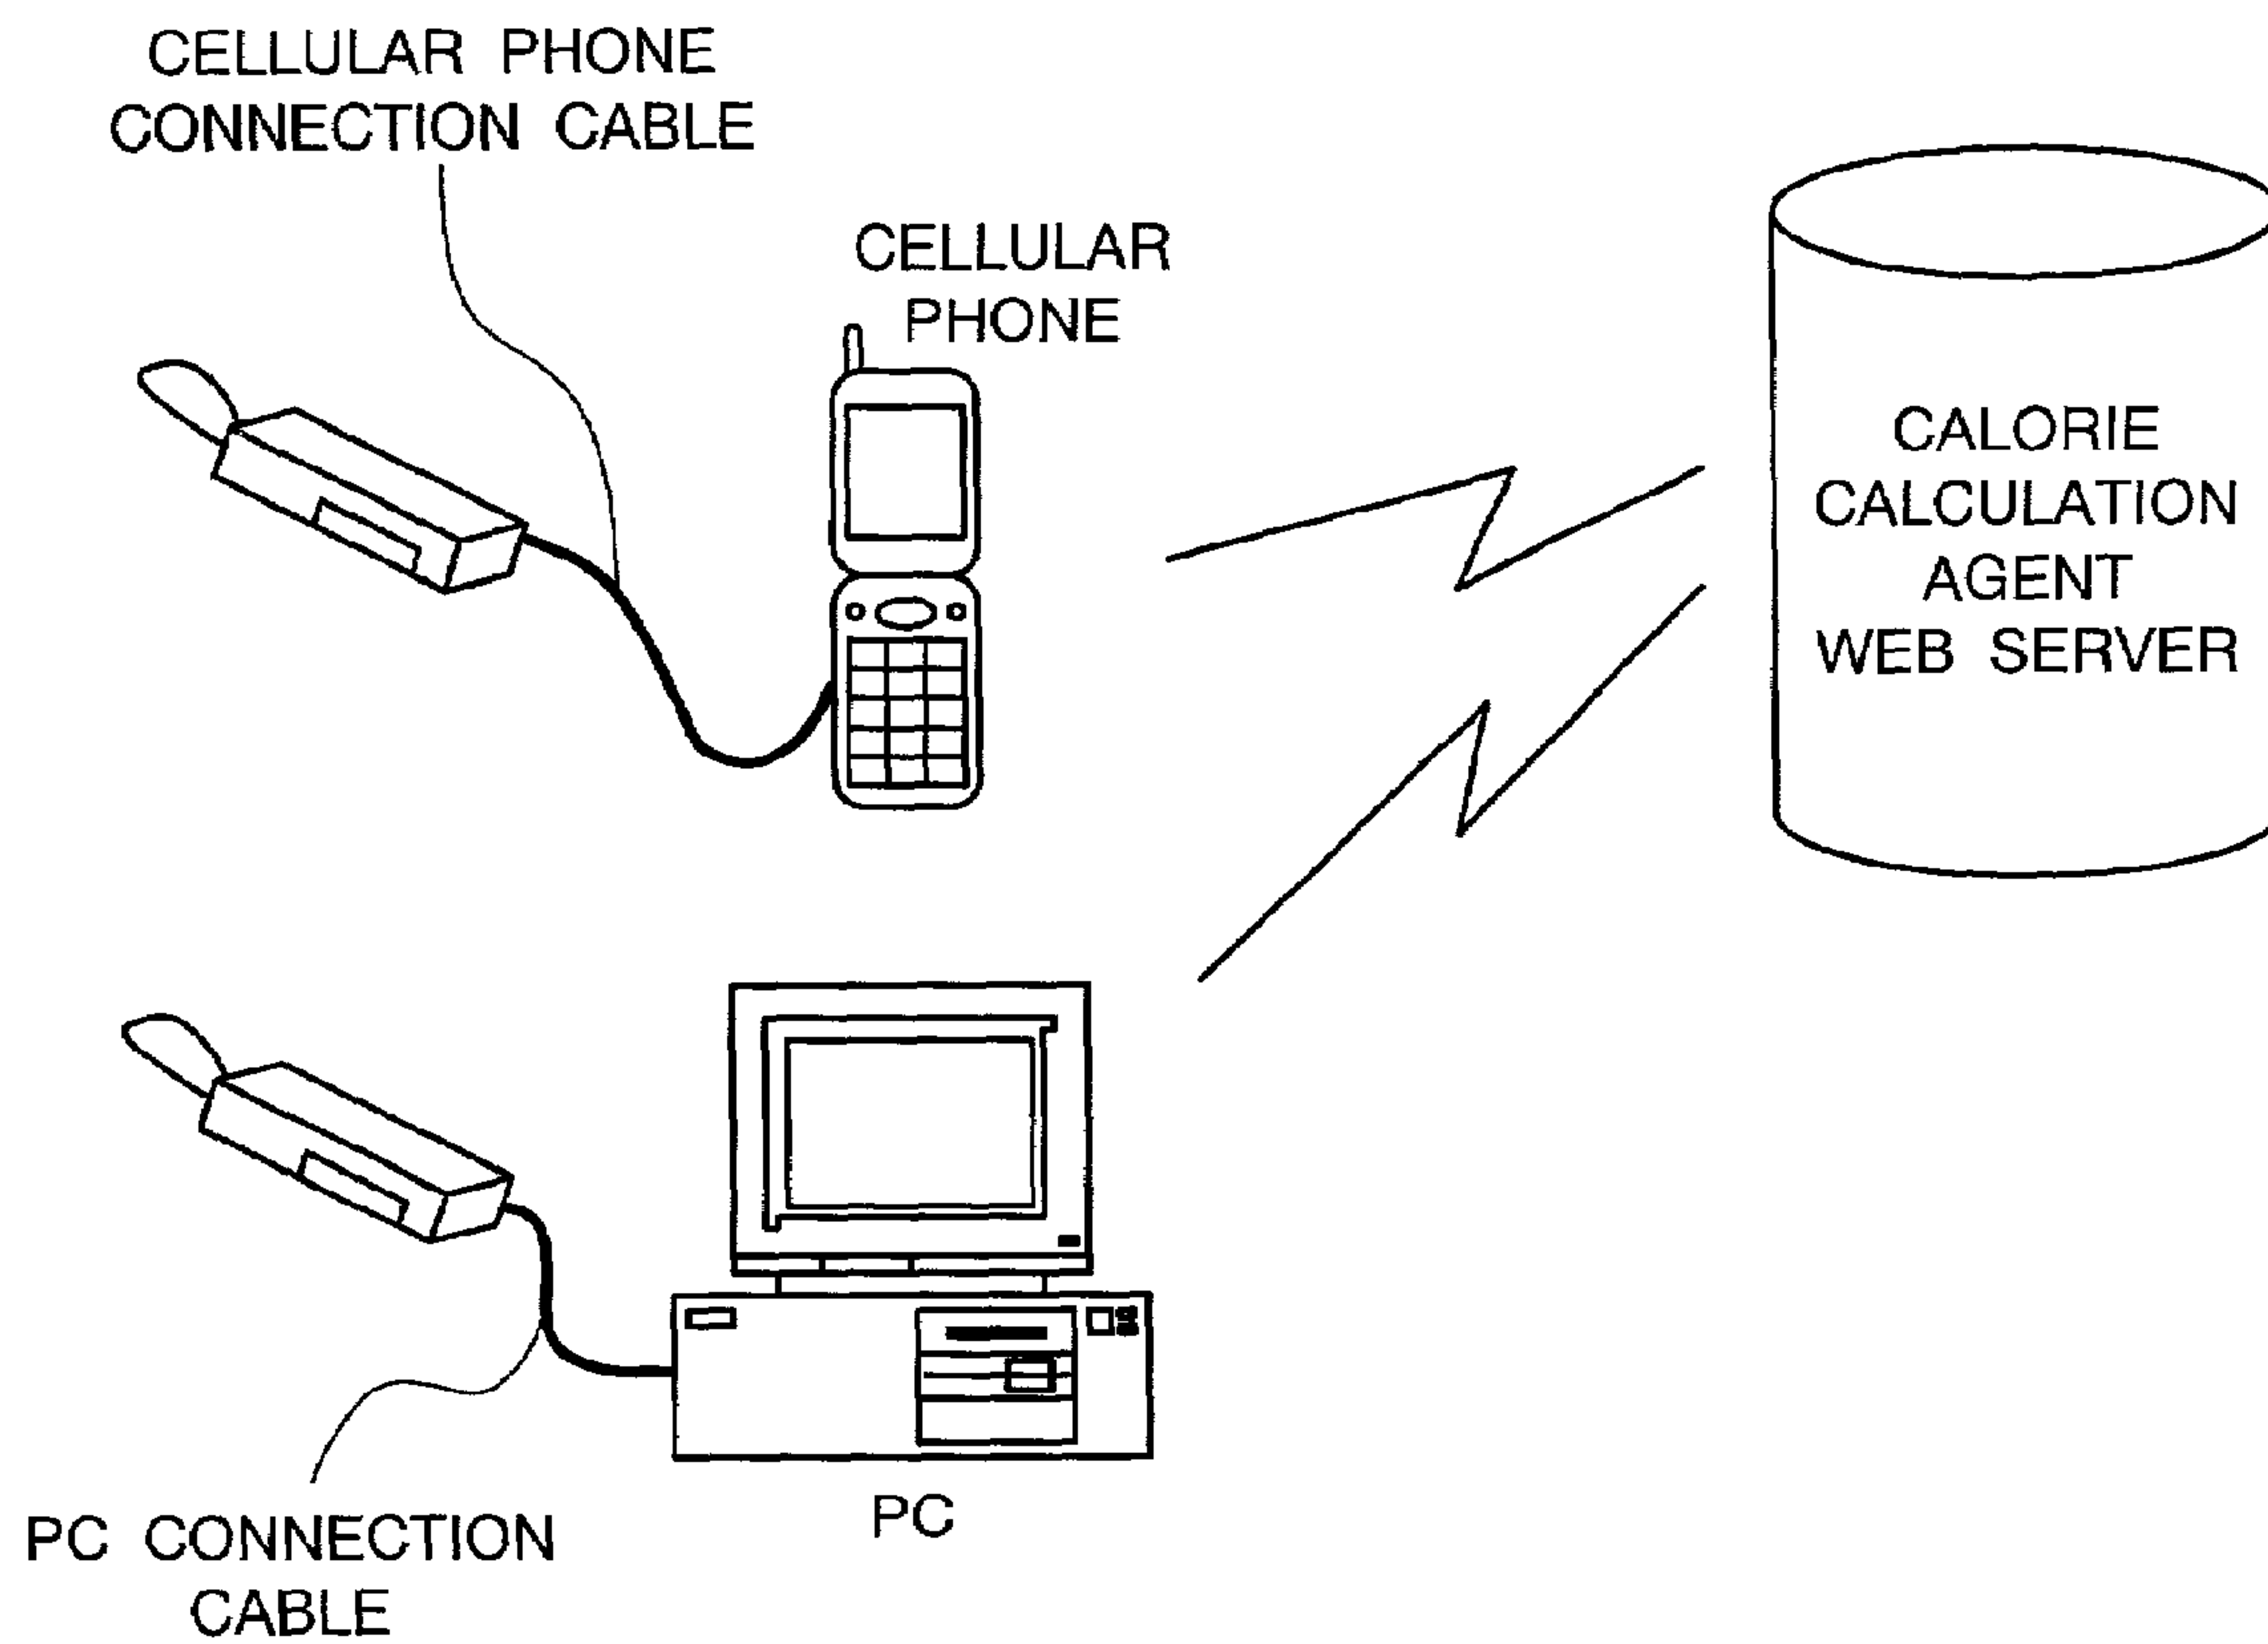 CELLULAR PHONE
CONNECTION CABLE
CELLULAR
PHONE
CALORIE
CALCULATION
AGENT
WEB SERVER
PC
PC CONNECTION
CABLE